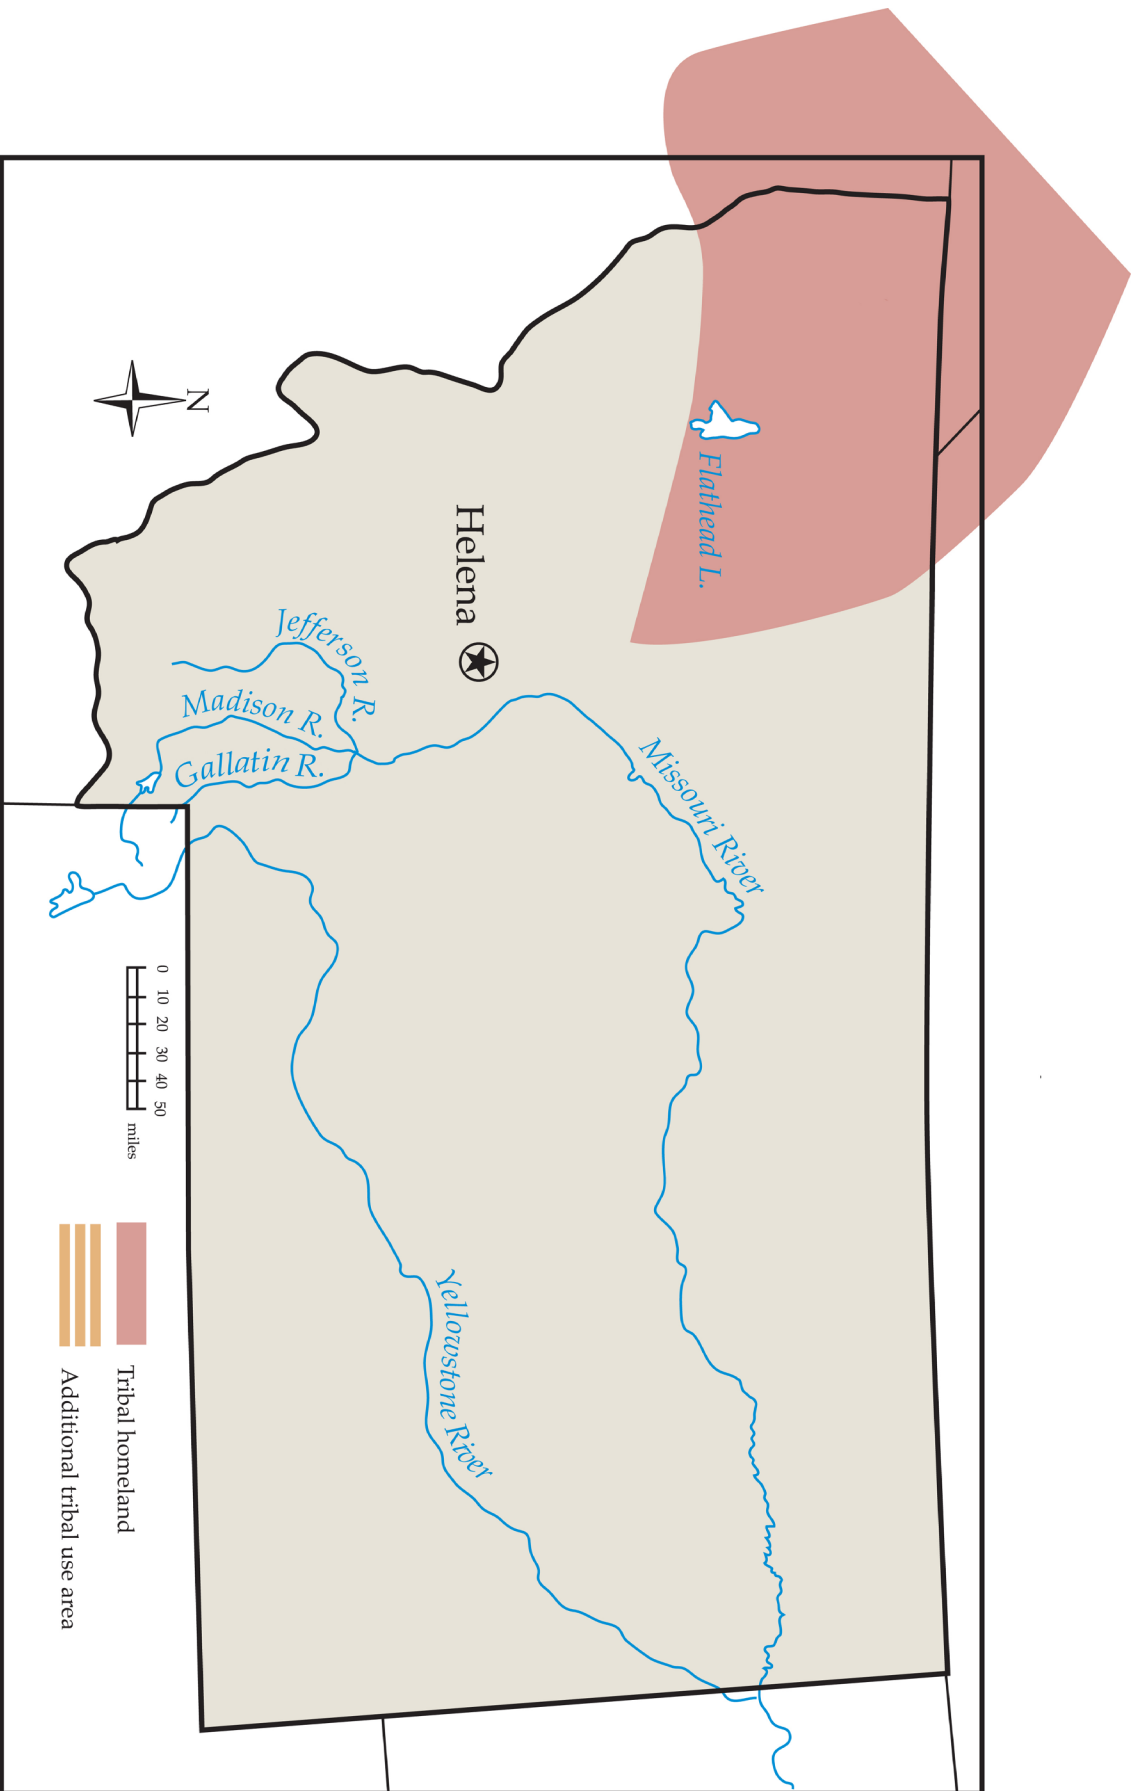 Flathead L.
Missouri River
Helena
Jefferson R.
Madison R.
Gallatin R.
Yellowstone River
N
0 10 20 30 40 50
miles
Tribal homeland
Additional tribal use area